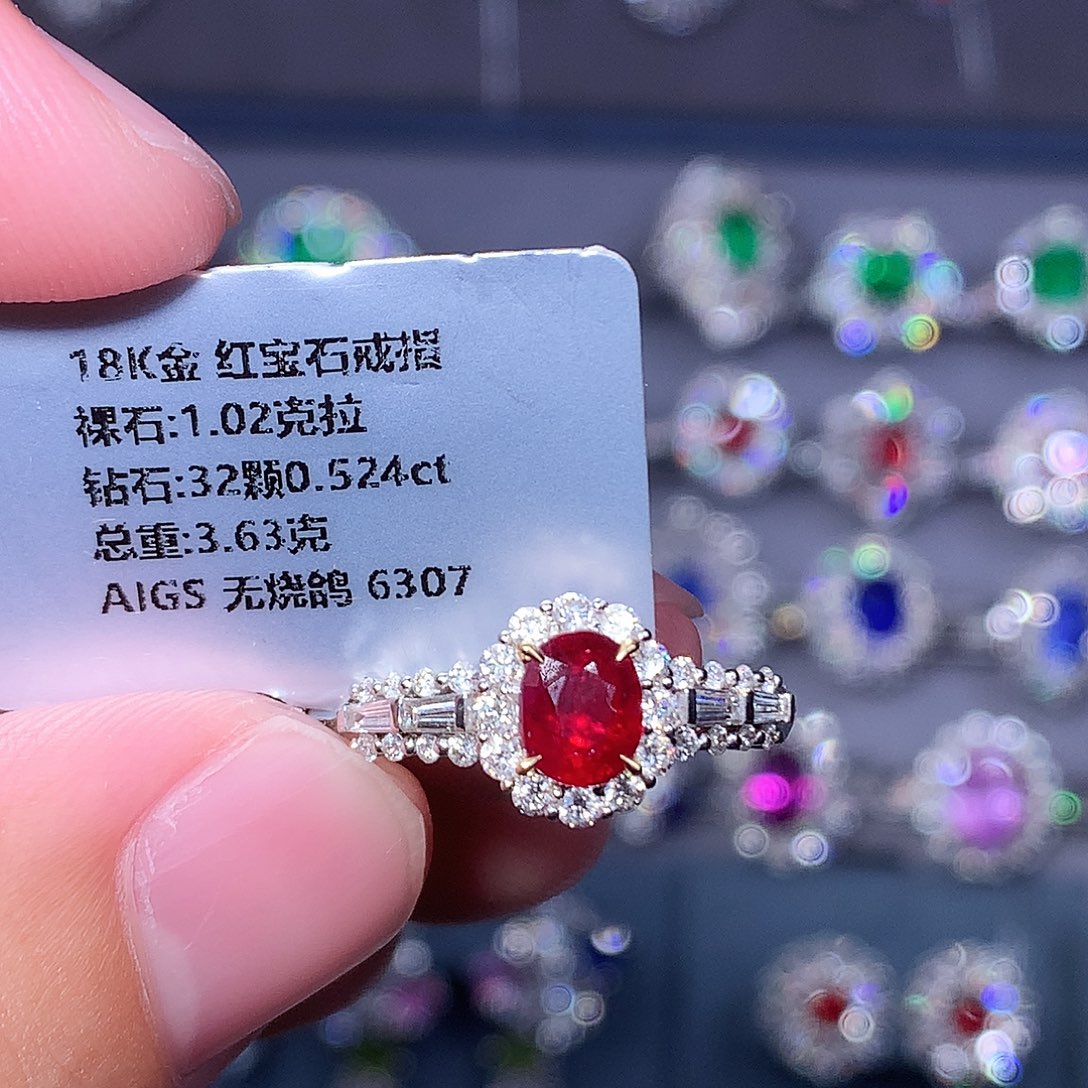 18K金 红宝石戒指
裸石:1.02克拉
钻石:32颗0.524ct
总重:3.63克
AIGS 无烧鸽 6307